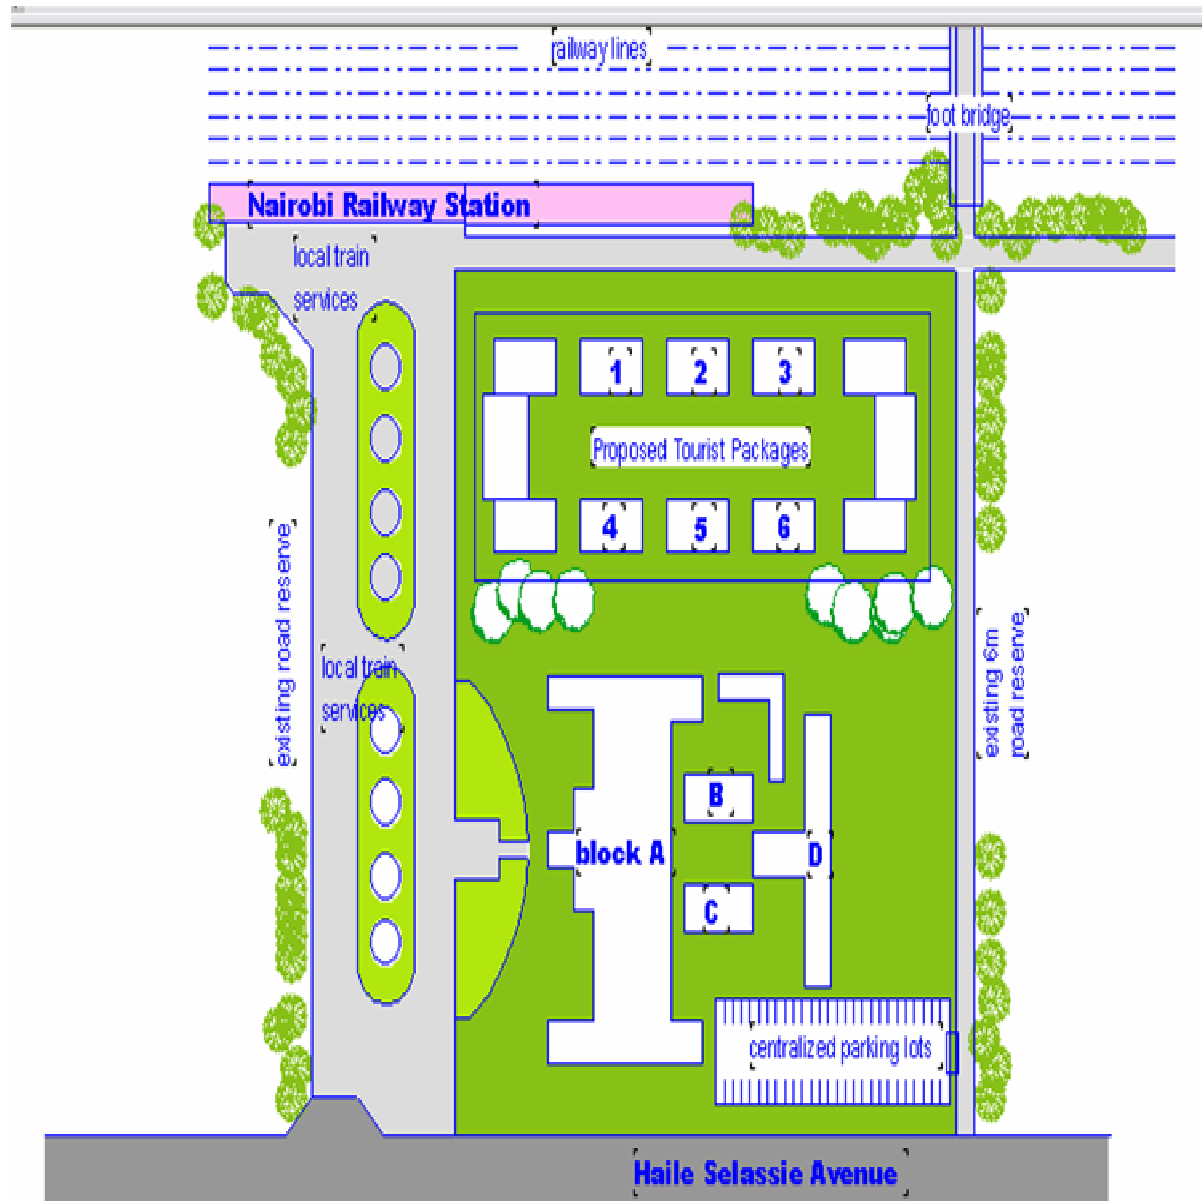 railway lines
foot bridge
Nairobi Railway Station
local train
services
1
2
3
Proposed Tourist Packages
4
5
6
existing road reserve
existing 6m
road reserve
local train
services
B
block A
D
C
centralized parking lots
Haile Selassie Avenue